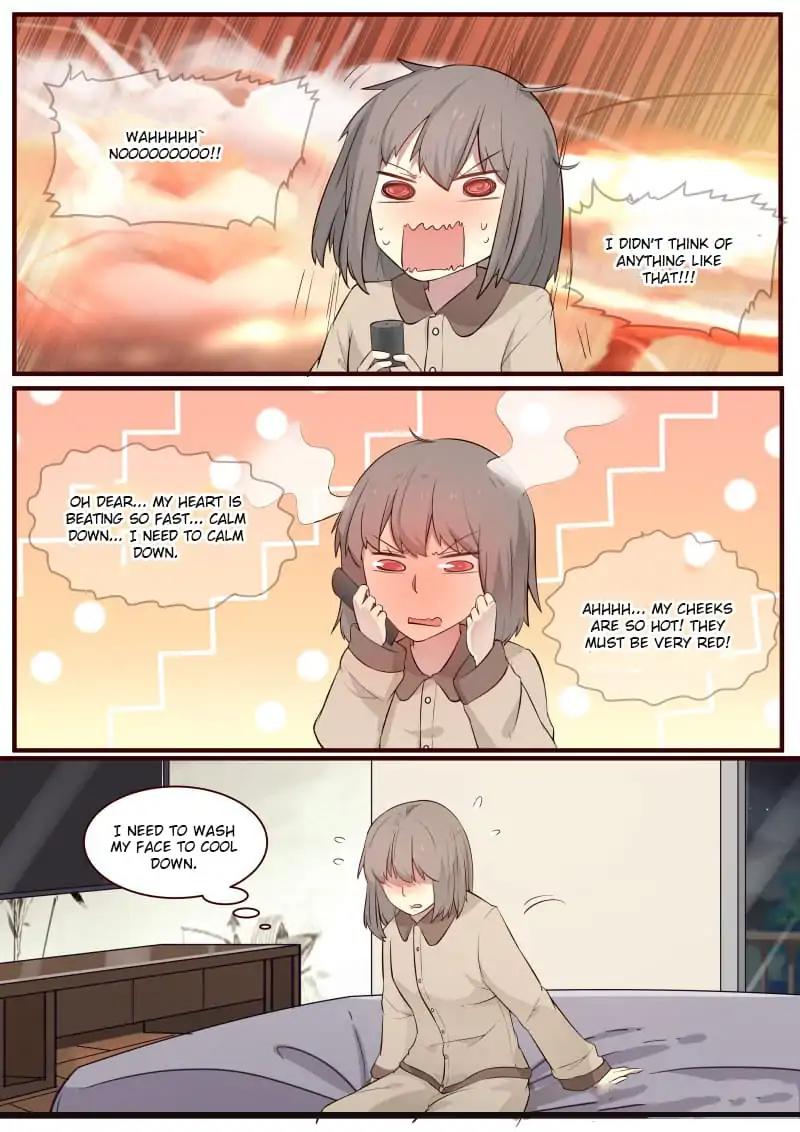 WAHHHHH~
NOOOOOOOOO!!
I DIDN'T THINK OF
ANYTHING LIKE
THAT!!!
OH DEAR... MY HEART IS
BEATING SO FAST... CALM
DOWN... I NEED TO CALM
DOWN.
AHHHH... MY CHEEKS
ARE SO HOT! THEY
MUST BE VERY RED!
I NEED TO WASH
MY FACE TO COOL
DOWN.